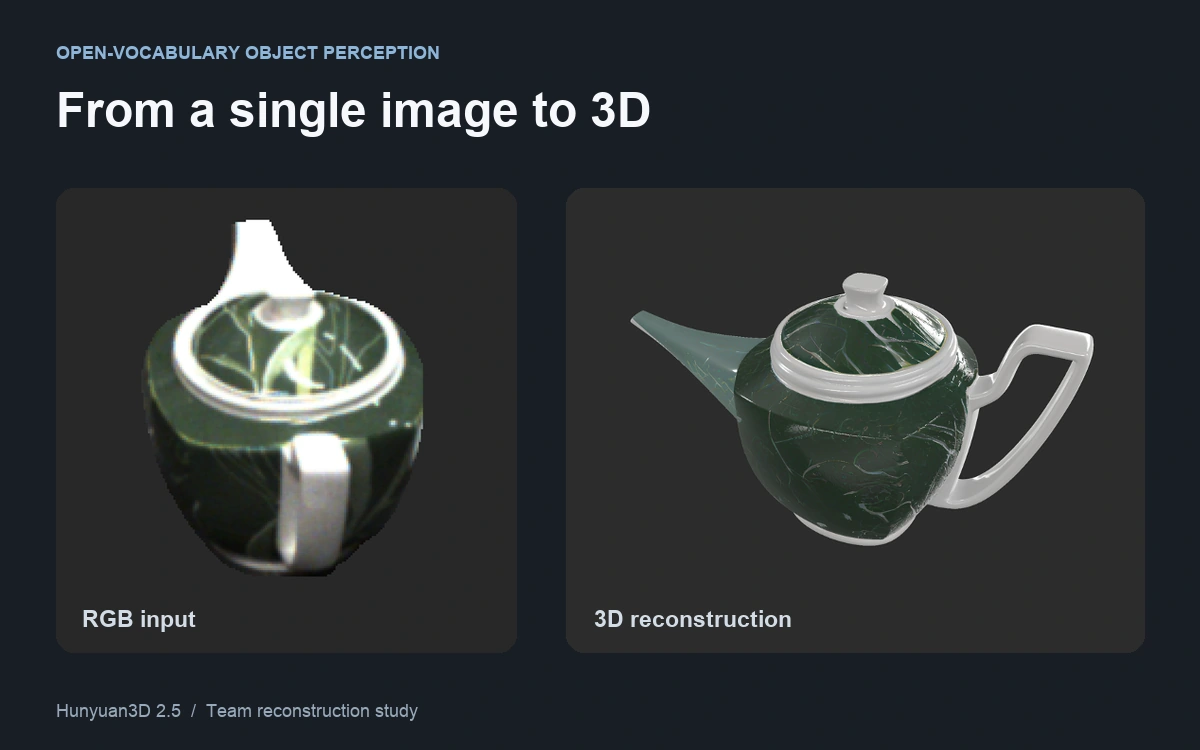 OPEN-VOCABULARY OBJECT PERCEPTION
From a single image to 3D
RGB input
3D reconstruction
Hunyuan3D 2.5 / Team reconstruction study